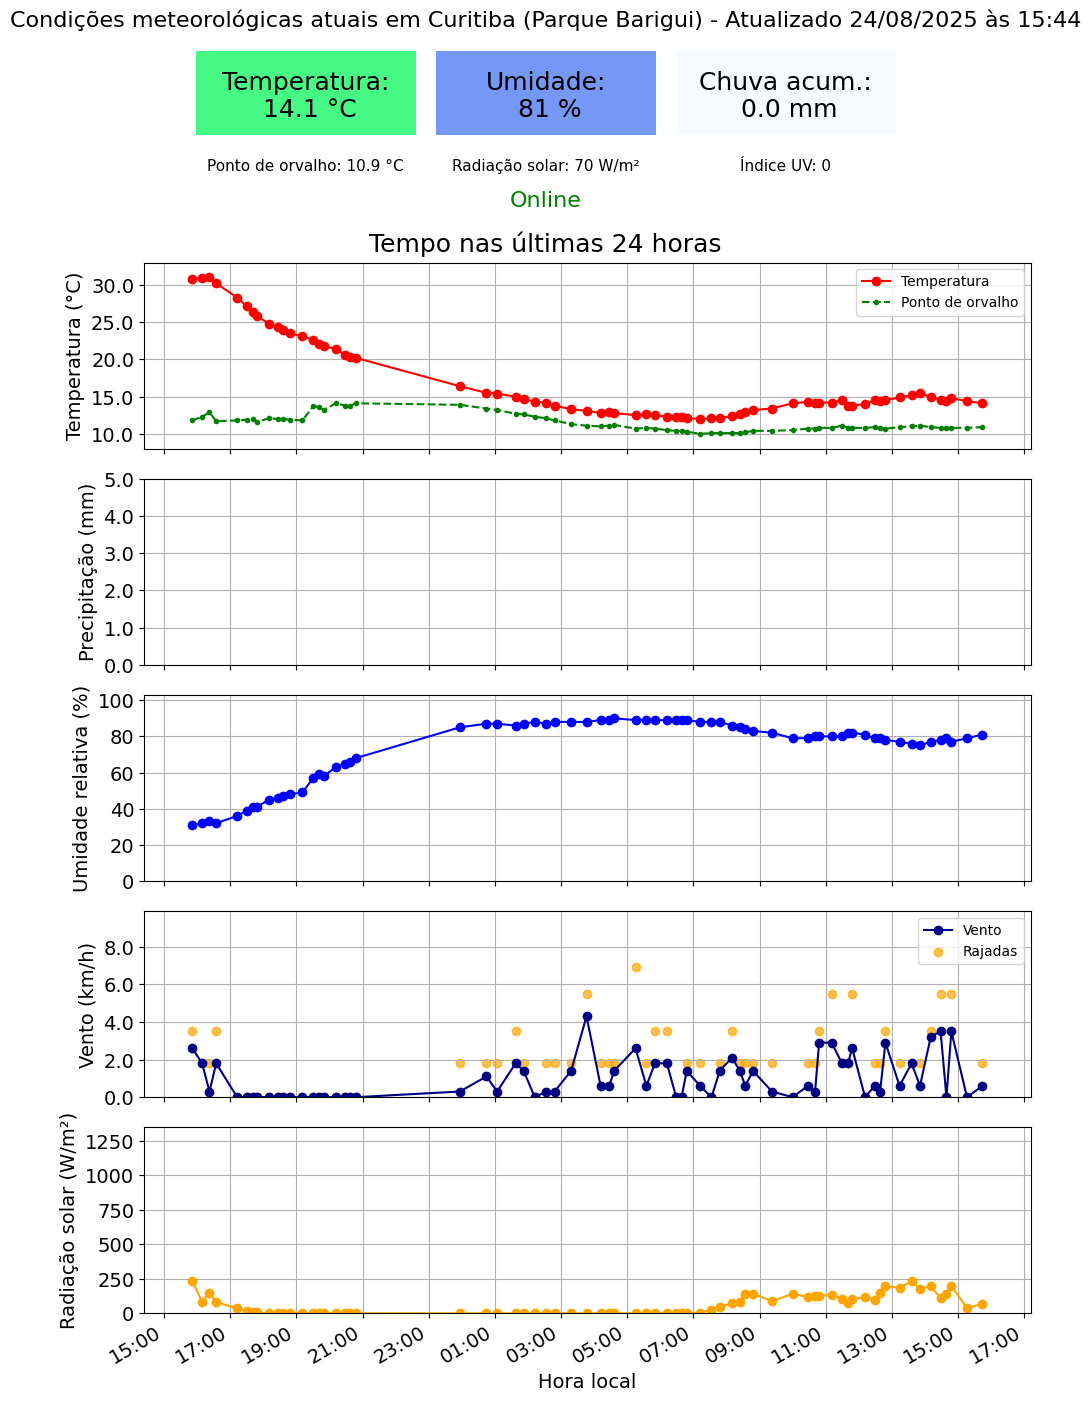 Condições meteorológicas atuais em Curitiba (Parque Barigui) - Atualizado 24/08/2025 às 15:44
Temperatura:
14.1 °C
Umidade:
81 %
Chuva acum.:
0.0 mm
Ponto de orvalho: 10.9 °C
Radiação solar: 70 W/m²
Índice UV: 0
Online
Tempo nas últimas 24 horas
Temperatura (°C)
30.0
25.0
20.0
15.0
10.0
Temperatura
Ponto de orvalho
Precipitação (mm)
5.0
4.0
3.0
2.0
1.0
0.0
Umidade relativa (%)
100
80
60
40
20
0
Vento (km/h)
8.0
6.0
4.0
2.0
0.0
Vento
Rajadas
Radiação solar (W/m²)
1250
1000
750
500
250
0
15:00
17:00
19:00
21:00
23:00
01:00
03:00
05:00
07:00
09:00
11:00
13:00
15:00
17:00
Hora local